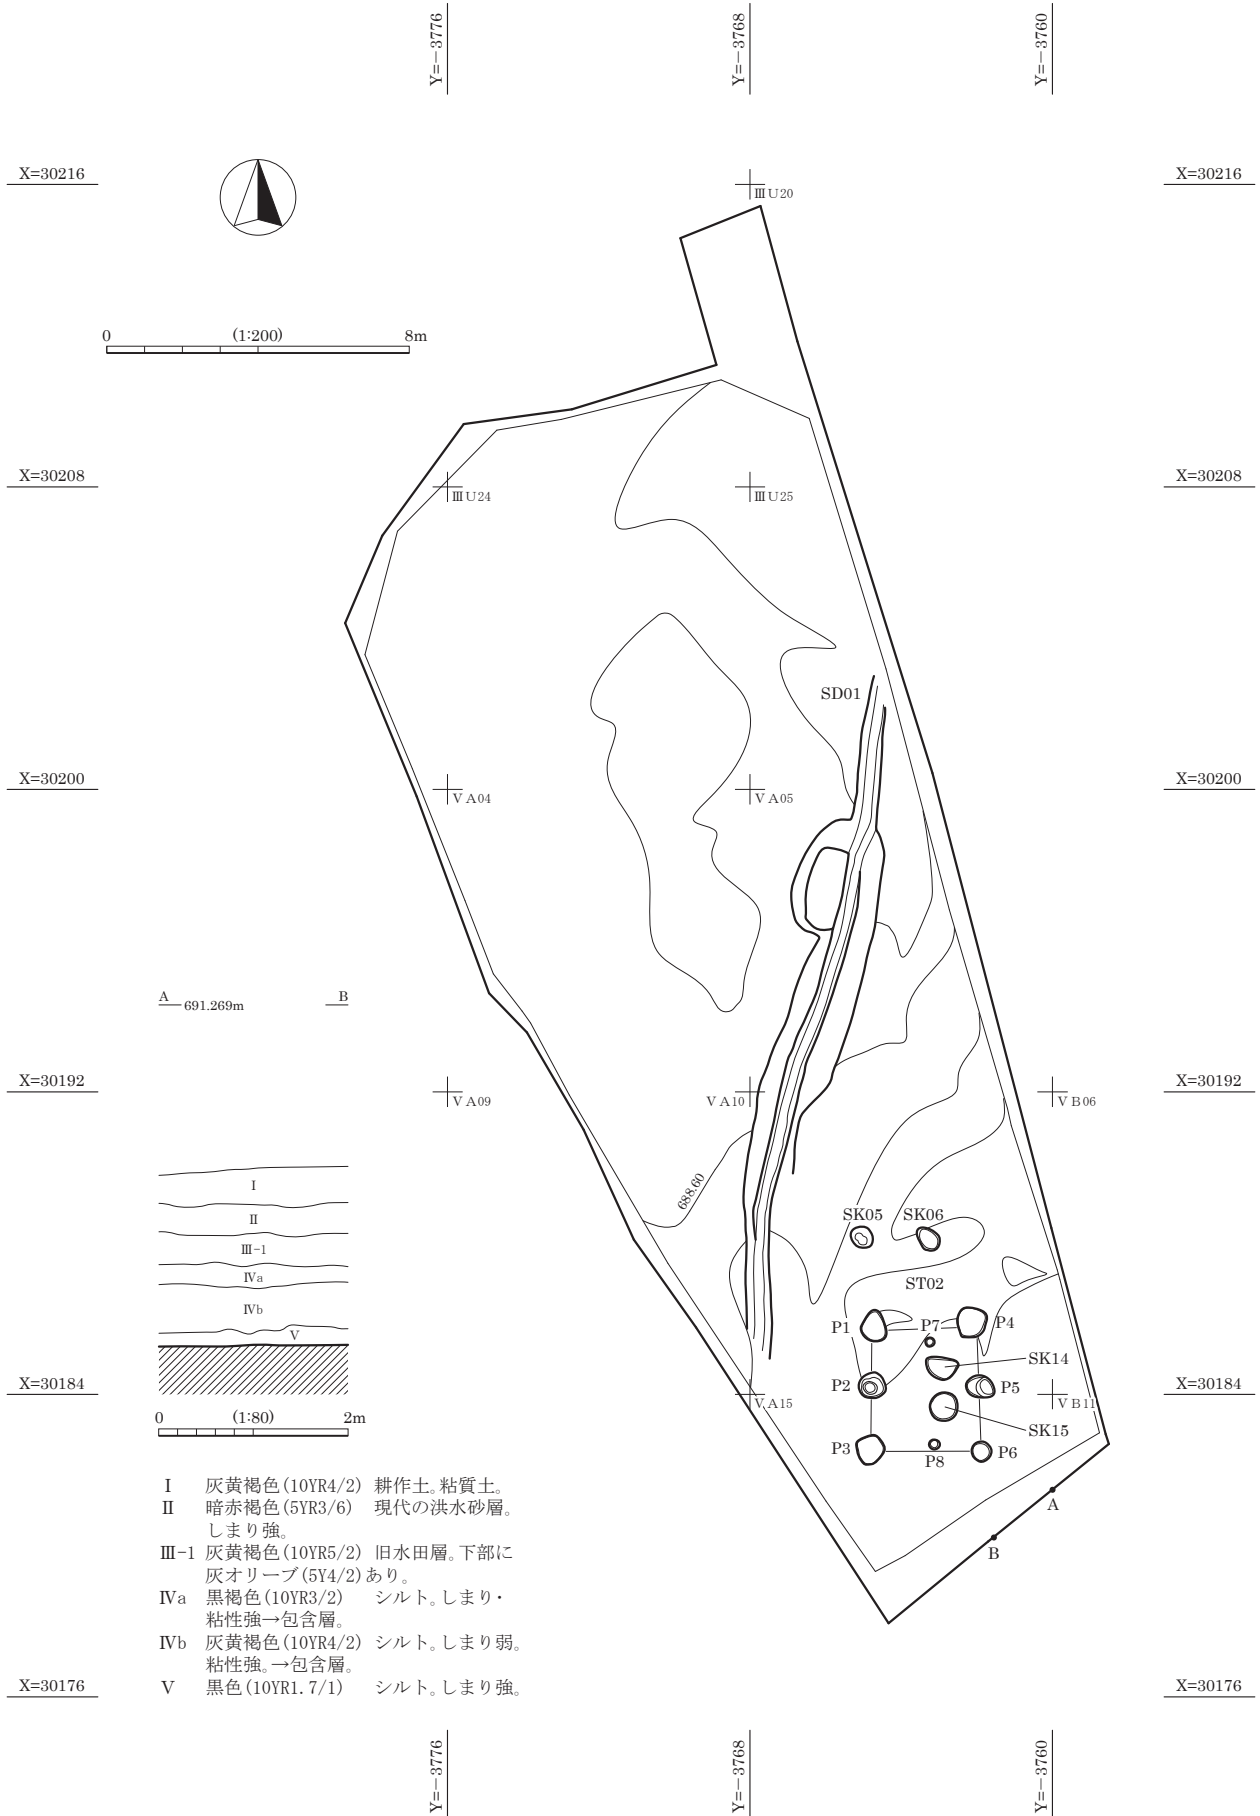 Y=-3776
Y=-3768
Y=-3760
X=30216
X=30216
ⅢU20
0 (1:200) 8m
X=30208
X=30208
ⅢU24
ⅢU25
SD01
X=30200
X=30200
VA04
VA05
A 691.269m B
X=30192
X=30192
VA09
VA10
VB06
688.60
Ⅰ
Ⅱ
Ⅲ-1
Ⅳa
Ⅳb
Ⅴ
SK05
SK06
ST02
P1
P7
P4
SK14
X=30184
X=30184
P2
P5
VA15
VB11
SK15
P3
P8
P6
0 (1:80) 2m
A
B
Ⅰ 灰黄褐色(10YR4/2) 耕作土。粘質土。
Ⅱ 暗赤褐色(5YR3/6) 現代の洪水砂層。
しまり強。
Ⅲ-1 灰黄褐色(10YR5/2) 旧水田層。下部に
灰オリーブ(5Y4/2)あり。
Ⅳa 黒褐色(10YR3/2) シルト。しまり・
粘性強→包含層。
Ⅳb 灰黄褐色(10YR4/2) シルト。しまり弱。
粘性強。→包含層。
Ⅴ 黒色(10YR1.7/1) シルト。しまり強。
X=30176
X=30176
Y=-3776
Y=-3768
Y=-3760